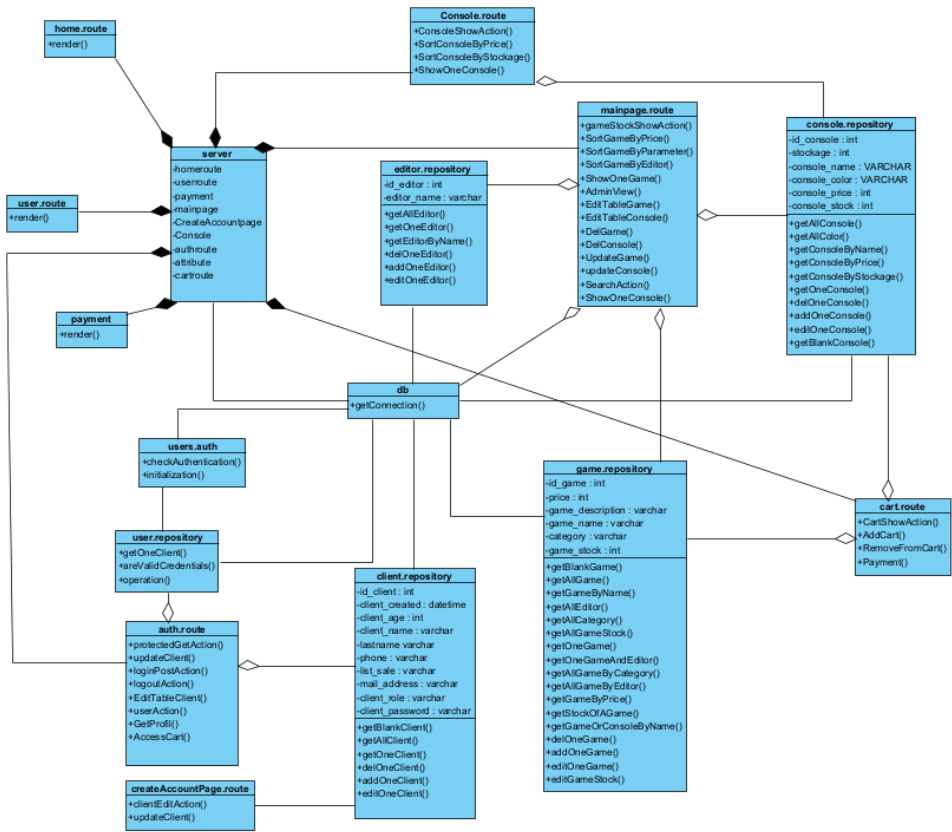 home.route
+render()
Console.route
+ConsoleShowAction()
+SortConsoleByPrice()
+SortConsoleByStockage()
+ShowOneConsole()
mainpage.route
+gameStockShowAction()
+SortGameByPrice()
+SortGameByParameter()
+SortGameByEditor()
+ShowOneGame()
+AdminView()
+EditTableGame()
+EditTableConsole()
+DelGame()
+DelConsole()
+UpdateGame()
+updateConsole()
+SearchAction()
+ShowOneConsole()
console.repository
-id_console : int
-stockage : int
-console_name : VARCHAR
-console_color : VARCHAR
-console_price : int
-console_stock : int
+getAllConsole()
+getAllColor()
+getConsoleByName()
+getConsoleByPrice()
+getConsoleByStockage()
+getOneConsole()
+delOneConsole()
+addOneConsole()
+editOneConsole()
+getBlankConsole()
server
-homeroute
-userroute
-payment
-mainpage
-CreateAccountpage
-Console
-authroute
-attribute
-cartroute
editor.repository
-id_editor : int
-editor_name : varchar
+getAllEditor()
+getOneEditor()
+getEditorByName()
+delOneEditor()
+addOneEditor()
+editOneEditor()
user.route
+render()
payment
+render()
db
+getConnection()
users.auth
+checkAuthentication()
+initialization()
user.repository
+getOneClient()
+areValidCredentials()
+operation()
game.repository
-id_game : int
-price : int
-game_description : varchar
-game_name : varchar
-category : varchar
-game_stock : int
+getBlankGame()
+getAllGame()
+getGameByName()
+getAllEditor()
+getAllCategory()
+getAllGameStock()
+getOneGame()
+getOneGameAndEditor()
+getAllGameByCategory()
+getAllGameByEditor()
+getGameByPrice()
+getStockOfAGame()
+getGameOrConsoleByName()
+delOneGame()
+addOneGame()
+editOneGame()
+editGameStock()
cart.route
+CartShowAction()
+AddCart()
+RemoveFromCart()
+Payment()
client.repository
-id_client : int
-client_created : datetime
-client_age : int
-client_name : varchar
-lastname varchar
-phone : varchar
-list_sale : varchar
-mail_address : varchar
-client_role : varchar
-client_password : varchar
+getBlankClient()
+getAllClient()
+getOneClient()
+delOneClient()
+addOneClient()
+editOneClient()
auth.route
+protectedGetAction()
+updateClient()
+loginPostAction()
+logoutAction()
+EditTableClient()
+userAction()
+GetProfil()
+AccessCart()
createAccountPage.route
+clientEditAction()
+updateClient()